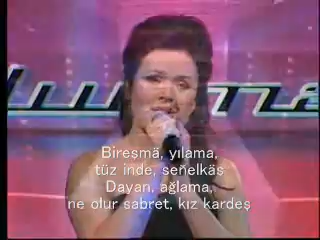 Bireşmä, yılama,
tüz inde, señelkäs
Dayan, ağlama,
ne olur sabret, kız kardeş